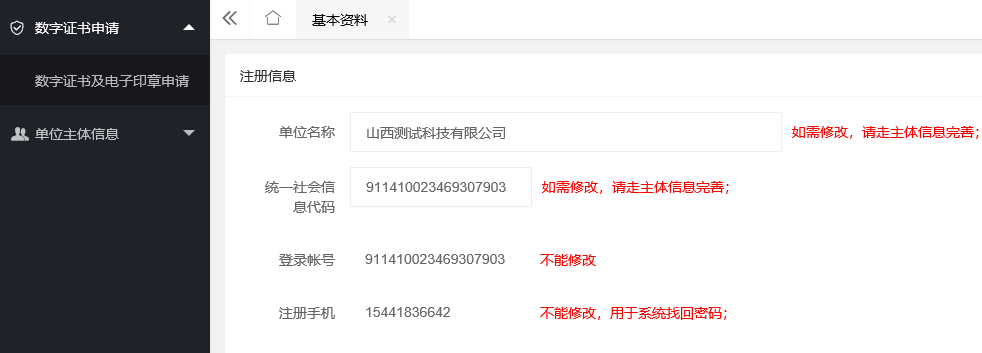 数字证书申请
基本资料
数字证书及电子印章申请
注册信息
单位主体信息
单位名称
山西测试科技有限公司
如需修改，请走主体信息完善；
统一社会信
息代码
911410023469307903
如需修改，请走主体信息完善；
登录帐号
911410023469307903
不能修改
注册手机
15441836642
不能修改，用于系统找回密码；